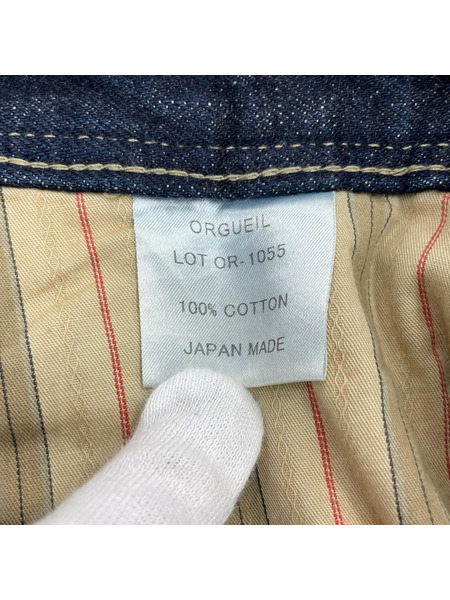 ORGUEIL
LOT OR-1055
100% COTTON
JAPAN MADE